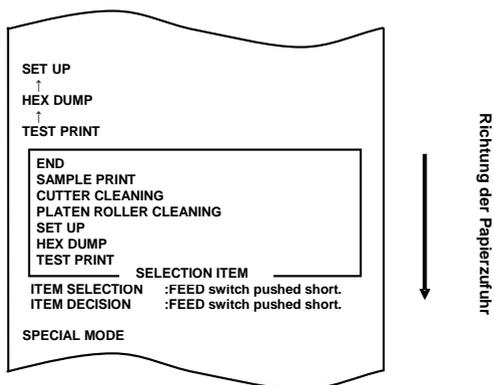 SET UP
↑
HEX DUMP
↑
TEST PRINT
END
SAMPLE PRINT
CUTTER CLEANING
PLATEN ROLLER CLEANING
SET UP
HEX DUMP
TEST PRINT
SELECTION ITEM
ITEM SELECTION :FEED switch pushed short.
ITEM DECISION :FEED switch pushed short.
SPECIAL MODE
Richtung der Papierzufuhr